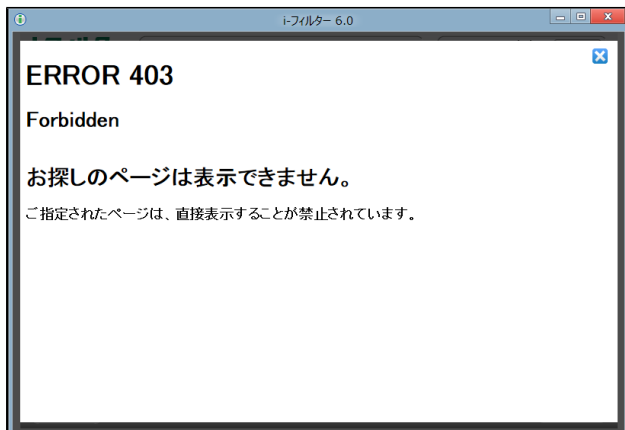 i-フィルター 6.0
ERROR 403
Forbidden
お探しのページは表示できません。
ご指定されたページは、直接表示することが禁止されています。